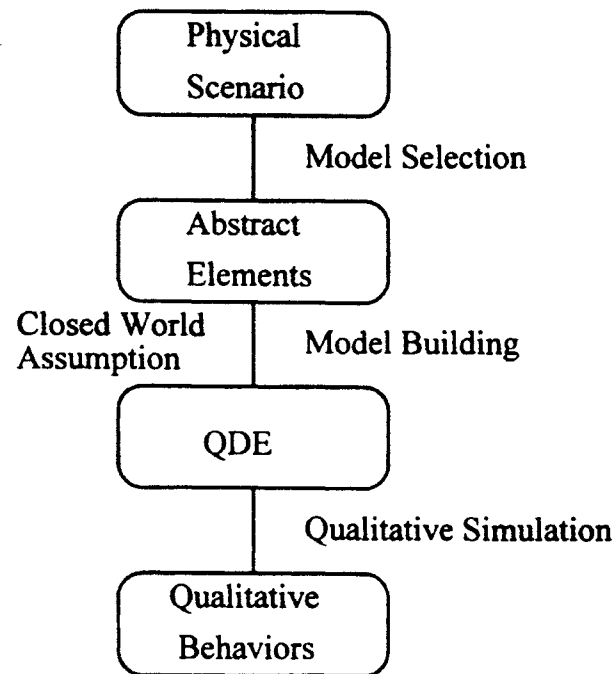 Physical
Scenario
Model Selection
Abstract
Elements
Closed World
Assumption
Model Building
QDE
Qualitative Simulation
Qualitative
Behaviors